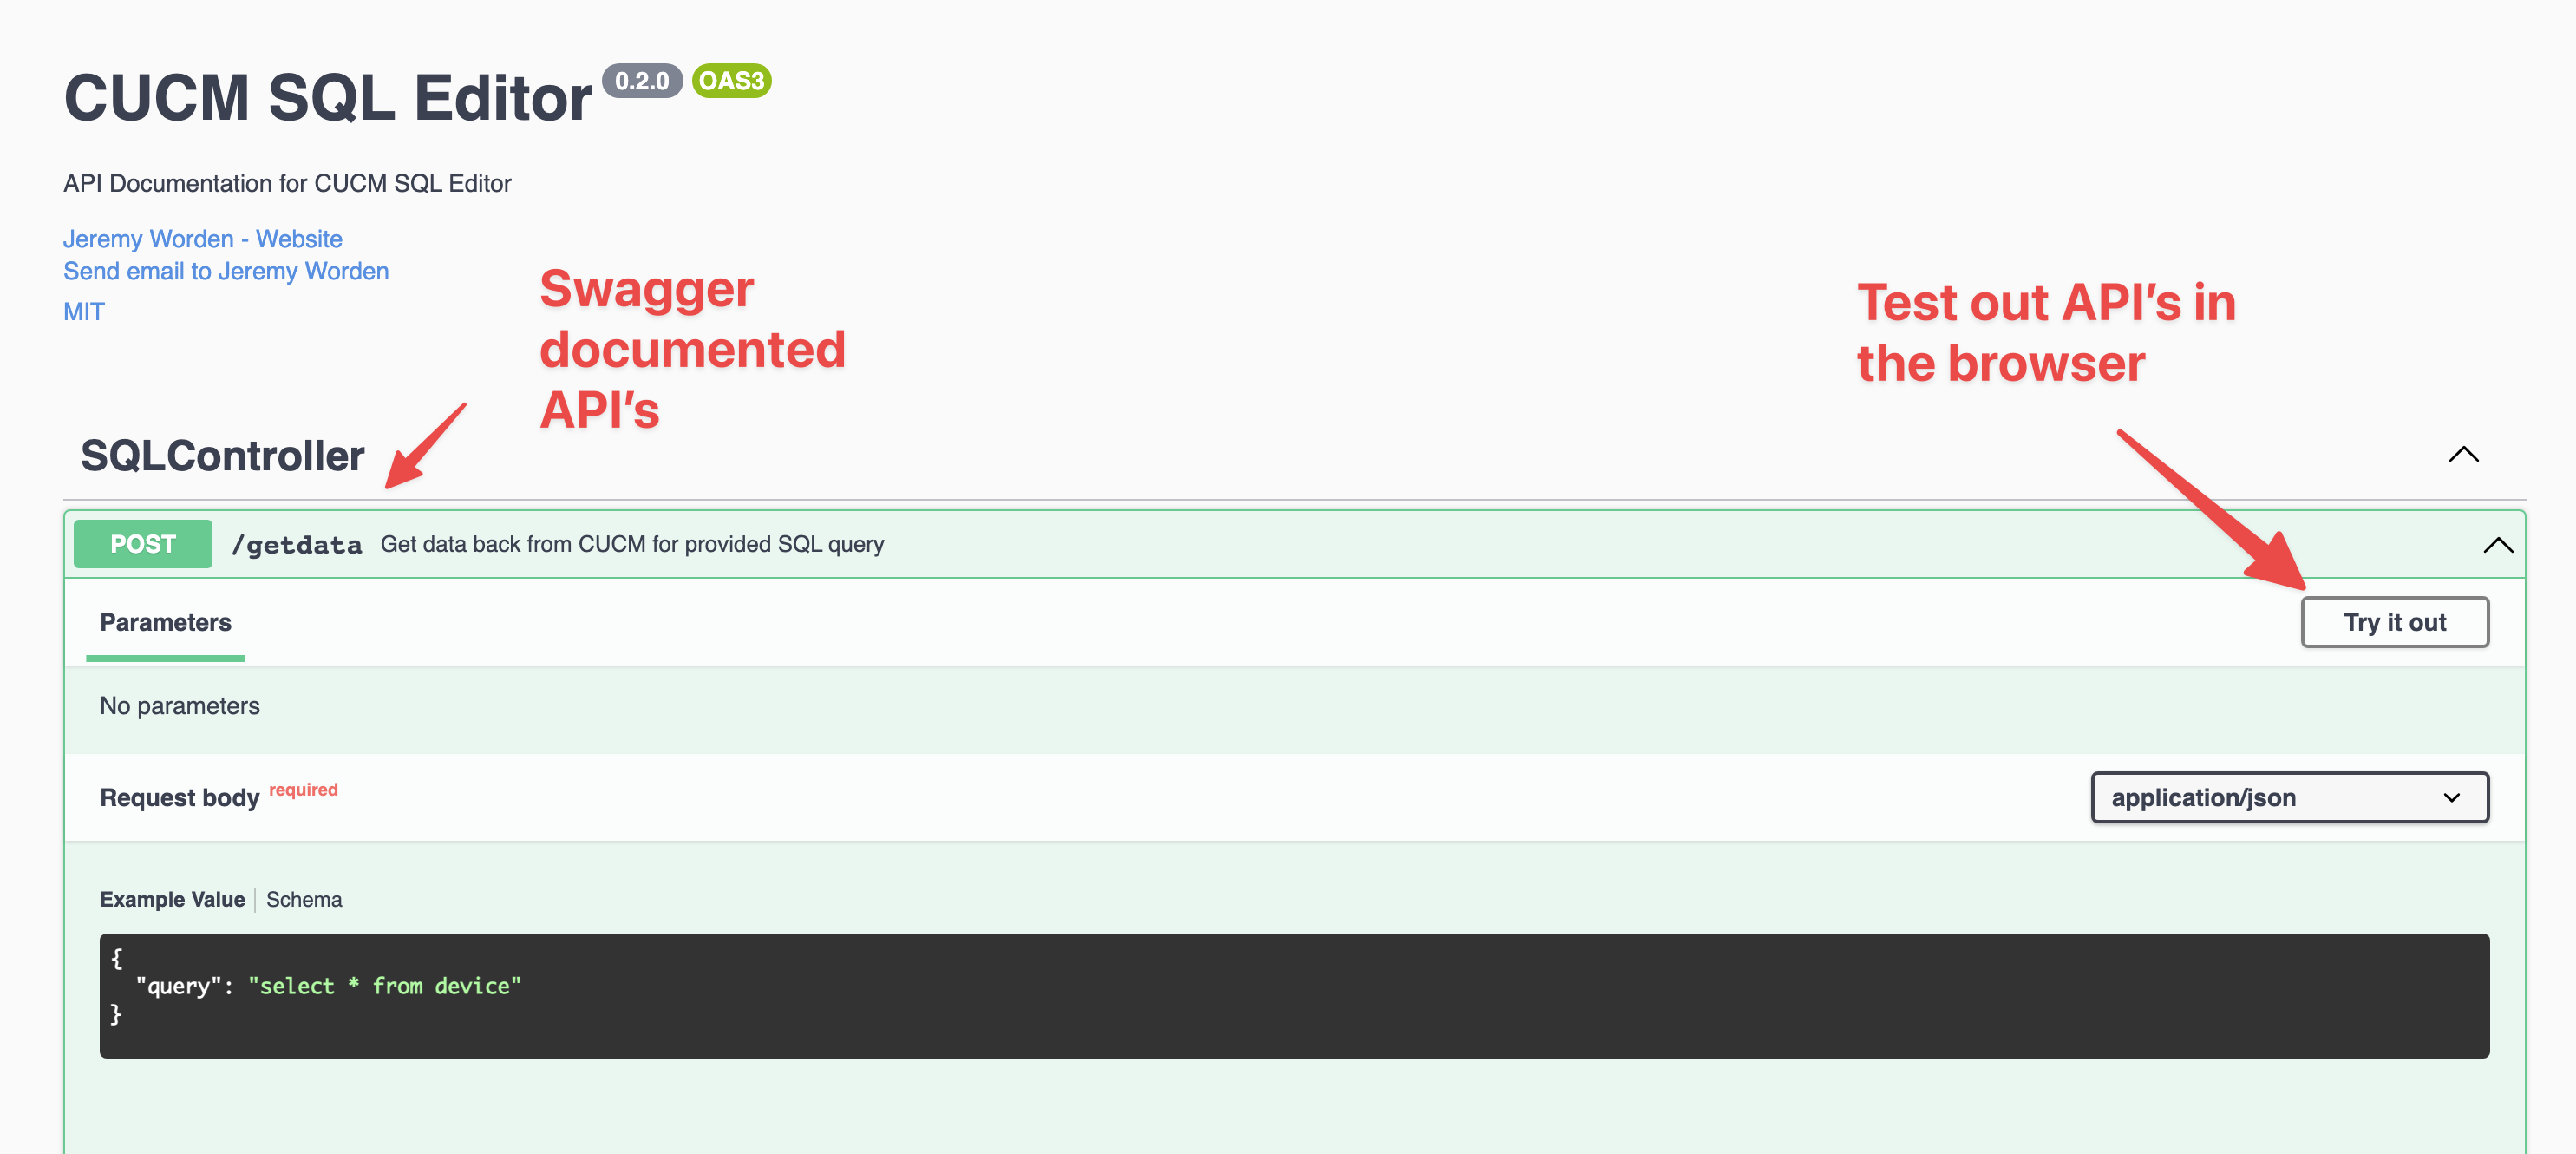 CUCM SQL Editor 0.2.0 OAS3
API Documentation for CUCM SQL Editor
Jeremy Worden - Website
Send email to Jeremy Worden
MIT
Swagger
documented
API’s
Test out API’s in
the browser
SQLController
POST /getdata Get data back from CUCM for provided SQL query
Parameters
Try it out
No parameters
Request body required
application/json
Example Value Schema
{
"query": "select * from device"
}